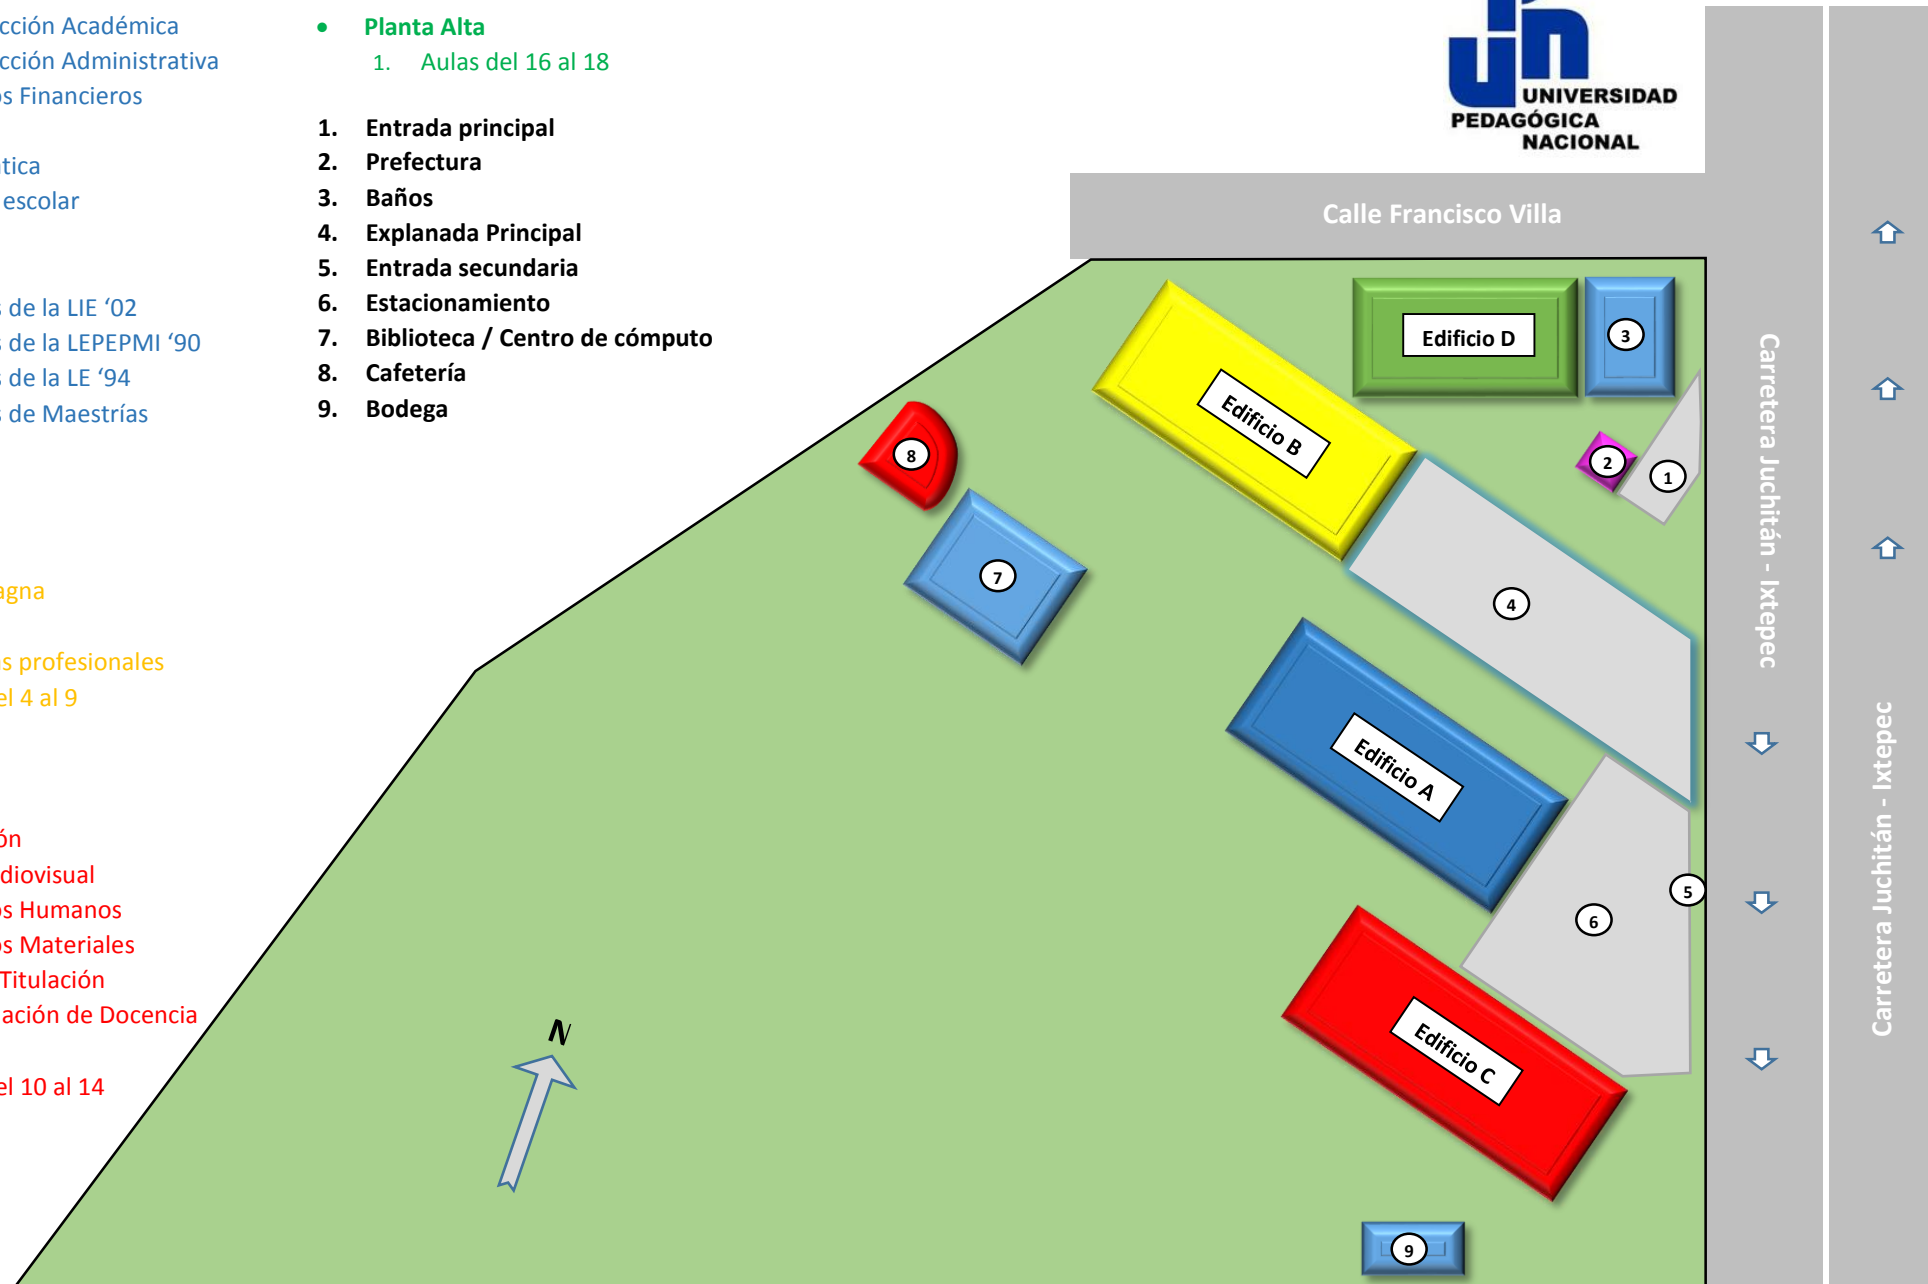 cción Académica
cción Administrativa
os Financieros
tica
escolar
s de la LIE ‘02
s de la LEPEPMI ‘90
s de la LE ‘94
s de Maestrías
agna
as profesionales
el 4 al 9
ón
diovisual
os Humanos
os Materiales
Titulación
ación de Docencia
el 10 al 14
• Planta Alta
1. Aulas del 16 al 18
1. Entrada principal
2. Prefectura
3. Baños
4. Explanada Principal
5. Entrada secundaria
6. Estacionamiento
7. Biblioteca / Centro de cómputo
8. Cafetería
9. Bodega
UNIVERSIDAD
PEDAGÓGICA
NACIONAL
Calle Francisco Villa
Edificio D
3
Edificio B
8
2
1
7
4
Edificio A
5
6
Edificio C
9
N
Carretera Juchitán - Ixtepec
Carretera Juchitán - Ixtepec